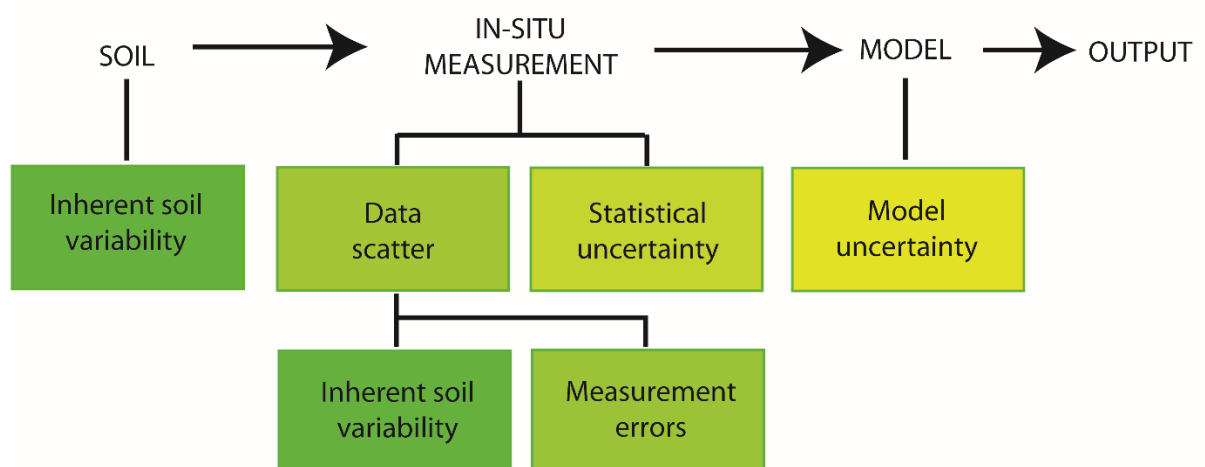 SOIL
IN-SITU
MEASUREMENT
MODEL
OUTPUT
Inherent soil
variability
Data
scatter
Statistical
uncertainty
Model
uncertainty
Inherent soil
variability
Measurement
errors